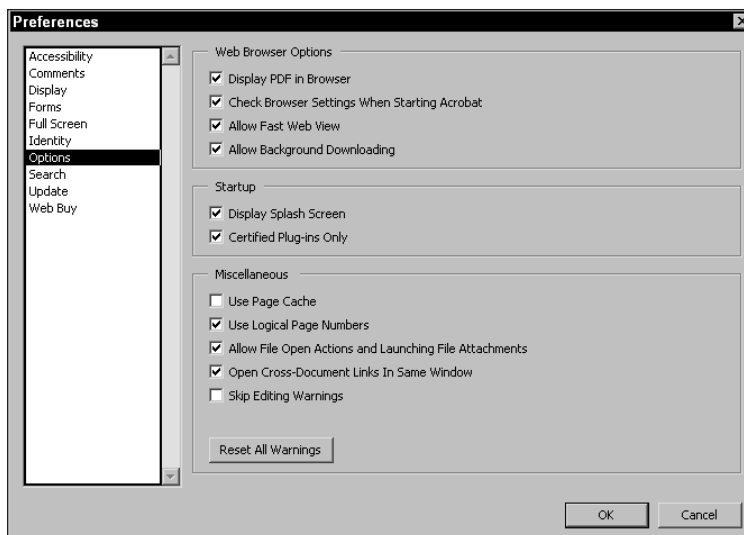 Preferences
Accessibility
Comments
Display
Forms
Full Screen
Identity
Options
Search
Update
Web Buy
Web Browser Options
Display PDF in Browser
Check Browser Settings When Starting Acrobat
Allow Fast Web View
Allow Background Downloading
Startup
Display Splash Screen
Certified Plug-ins Only
Miscellaneous
Use Page Cache
Use Logical Page Numbers
Allow File Open Actions and Launching File Attachments
Open Cross-Document Links In Same Window
Skip Editing Warnings
Reset All Warnings
OK
Cancel